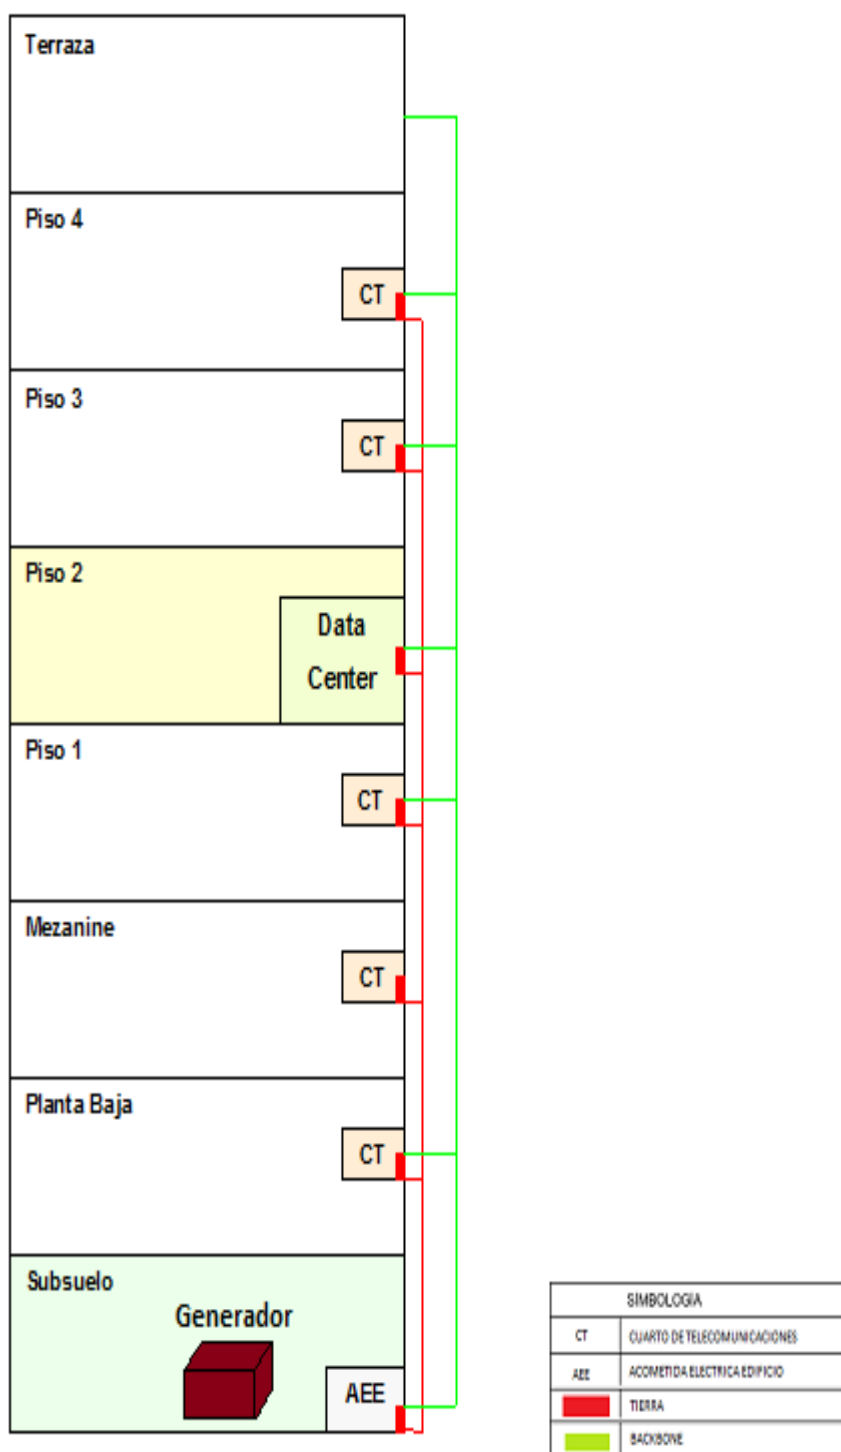 Terraza
Piso 4
CT
Piso 3
CT
Piso 2
Data
Center
Piso 1
CT
Mezanine
CT
Planta Baja
CT
Subsuelo
Generador
AEE
SIMBOLOGIA
CT CUARTO DE TELECOMUNICACIONES
AEE ACOMETIDA ELECTRICA EDIFICIO
TIERRA
BACKBONE